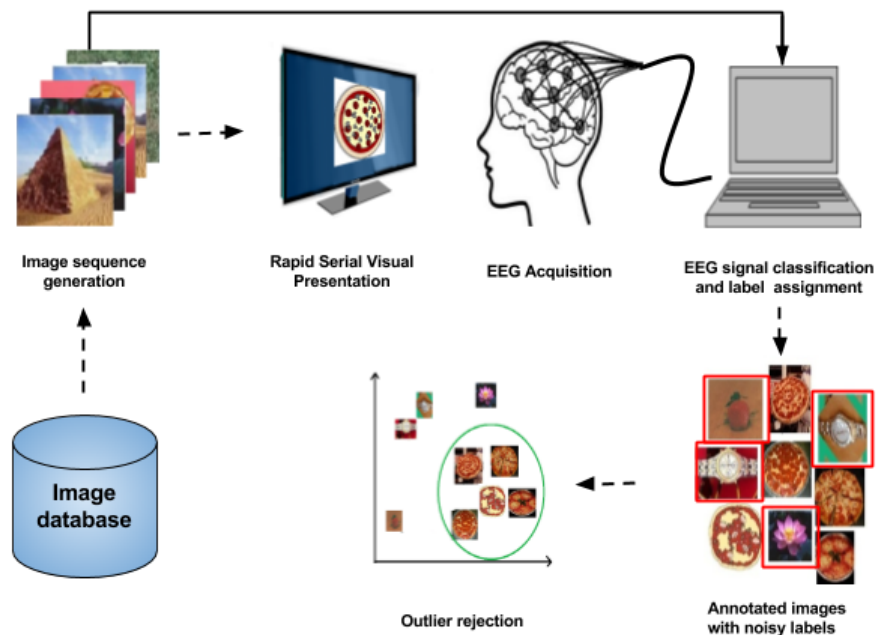 Image sequence
generation
Rapid Serial Visual
Presentation
EEG Acquisition
EEG signal classification
and label assignment
Image
database
Outlier rejection
Annotated images
with noisy labels